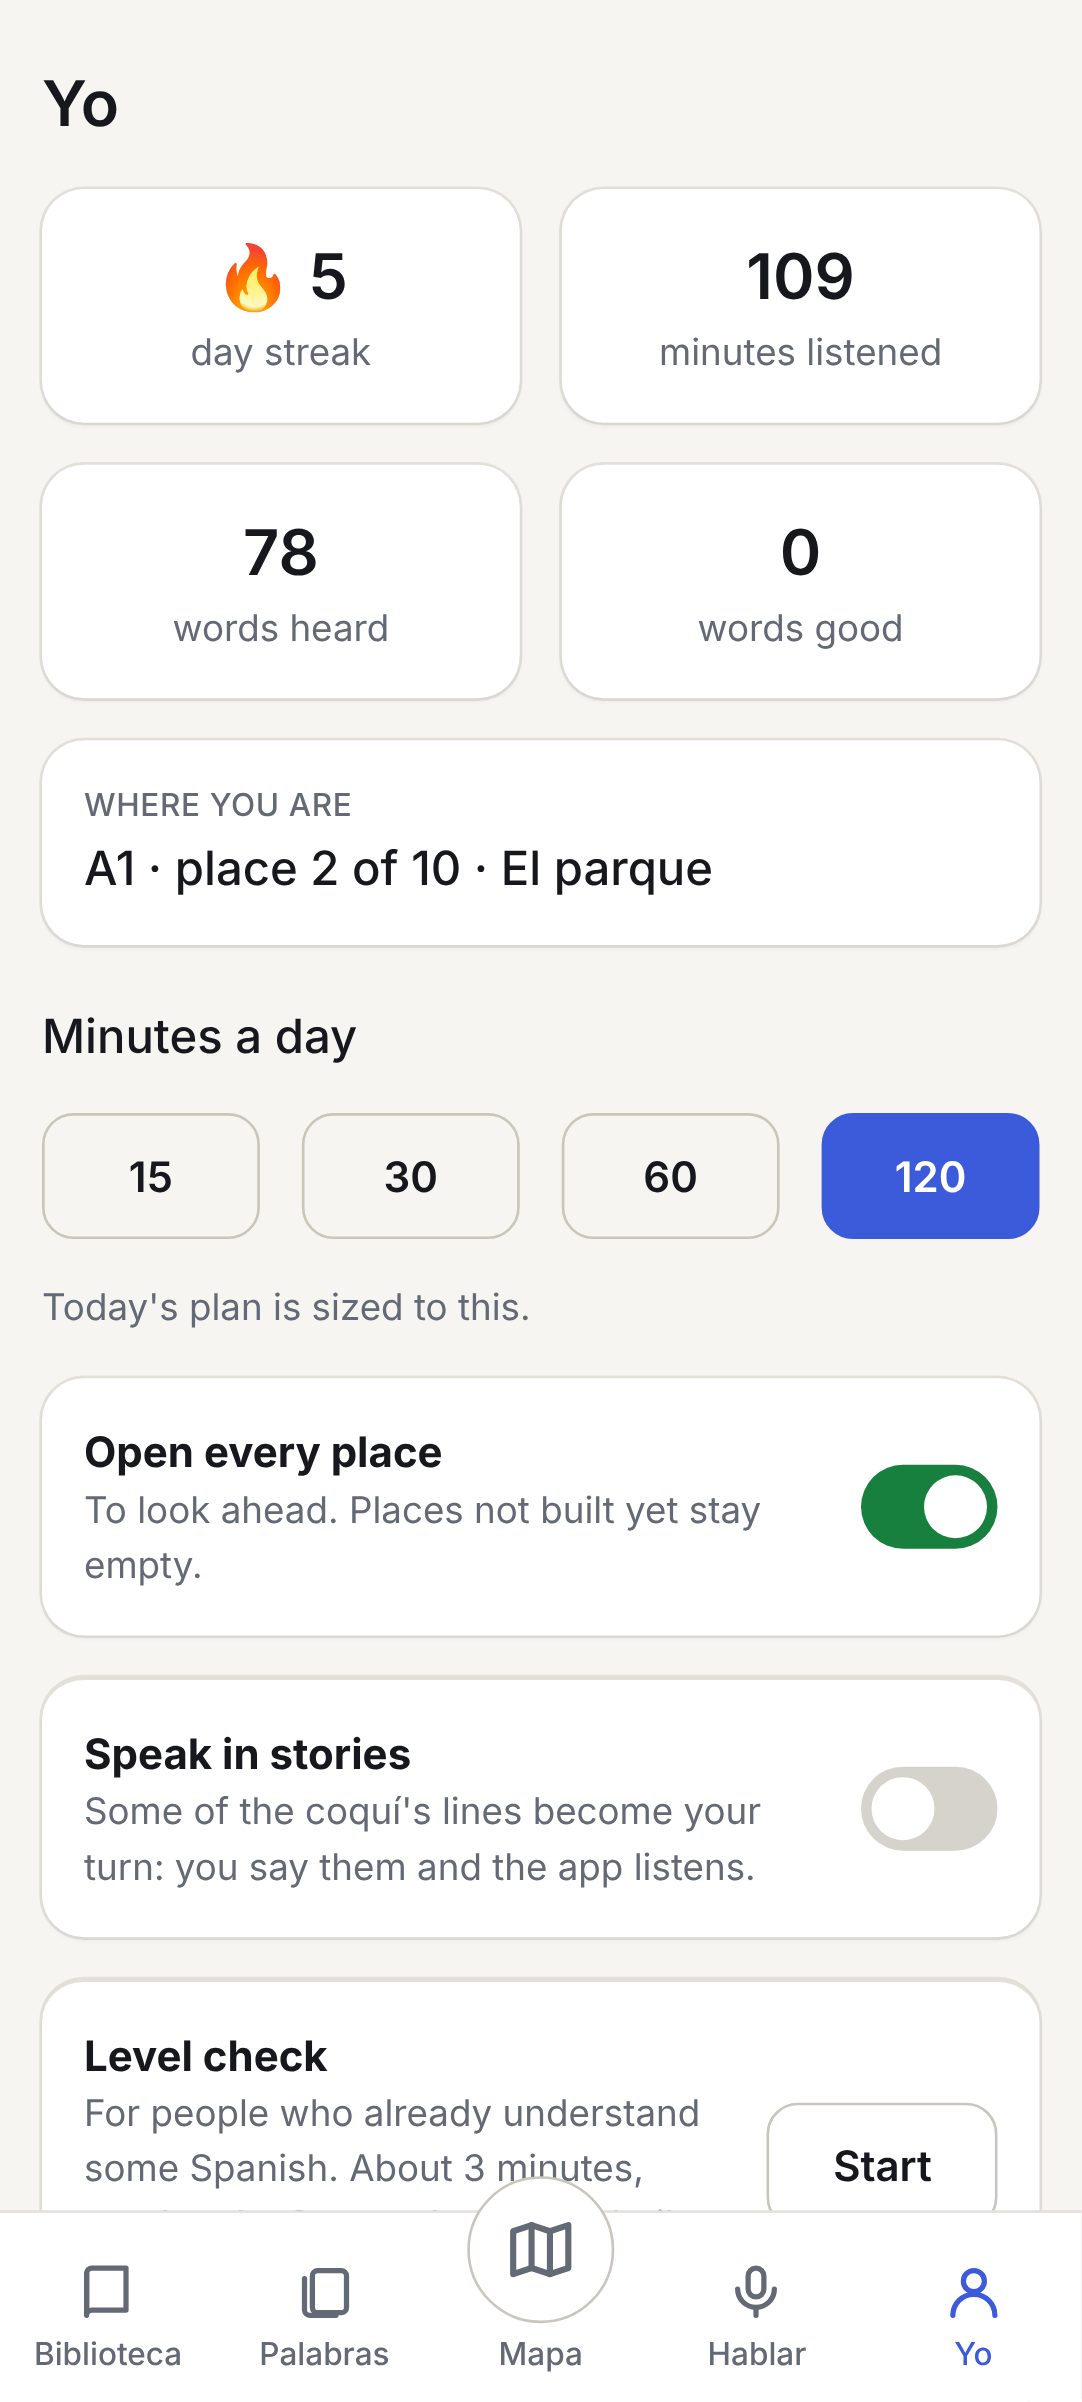 Yo
🔥 5
day streak
109
minutes listened
78
words heard
0
words good
WHERE YOU ARE
A1 · place 2 of 10 · El parque
Minutes a day
15
30
60
120
Today's plan is sized to this.
Open every place
To look ahead. Places not built yet stay
empty.
Speak in stories
Some of the coquí's lines become your
turn: you say them and the app listens.
Level check
For people who already understand
some Spanish. About 3 minutes,
Start
Biblioteca
Palabras
Mapa
Hablar
Yo